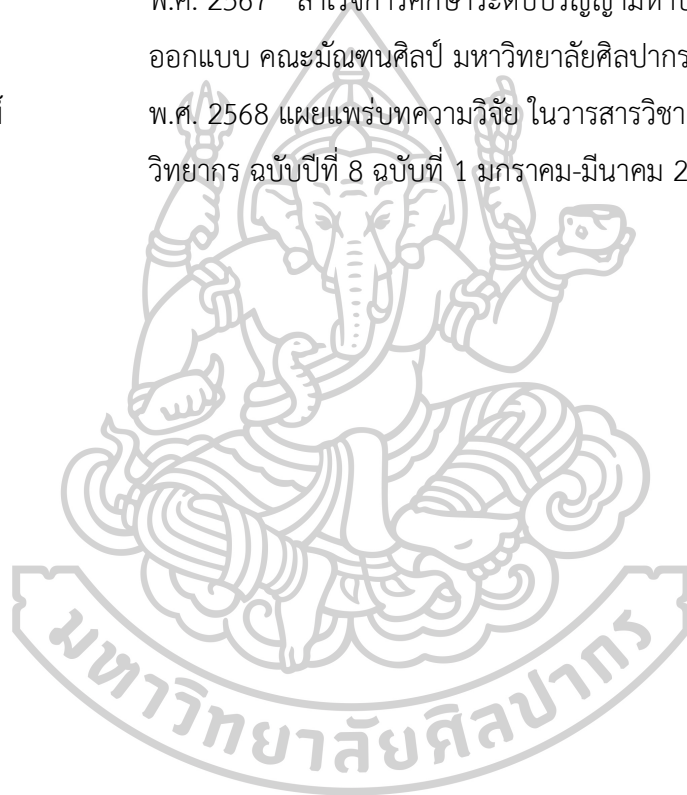 พ.ศ. 2567 สำเร็จการศึกษาระดับปริญญามหาบ
ออกแบบ คณะมัณฑนศิลป์ มหาวิทยาลัยศิลปากร
พ.ศ. 2568 เผยแพร่บทความวิจัย ในวารสารวิชา
วิทยากร ฉบับปีที่ 8 ฉบับที่ 1 มกราคม-มีนาคม 2
มหาวิทยาลัยศิลปากร